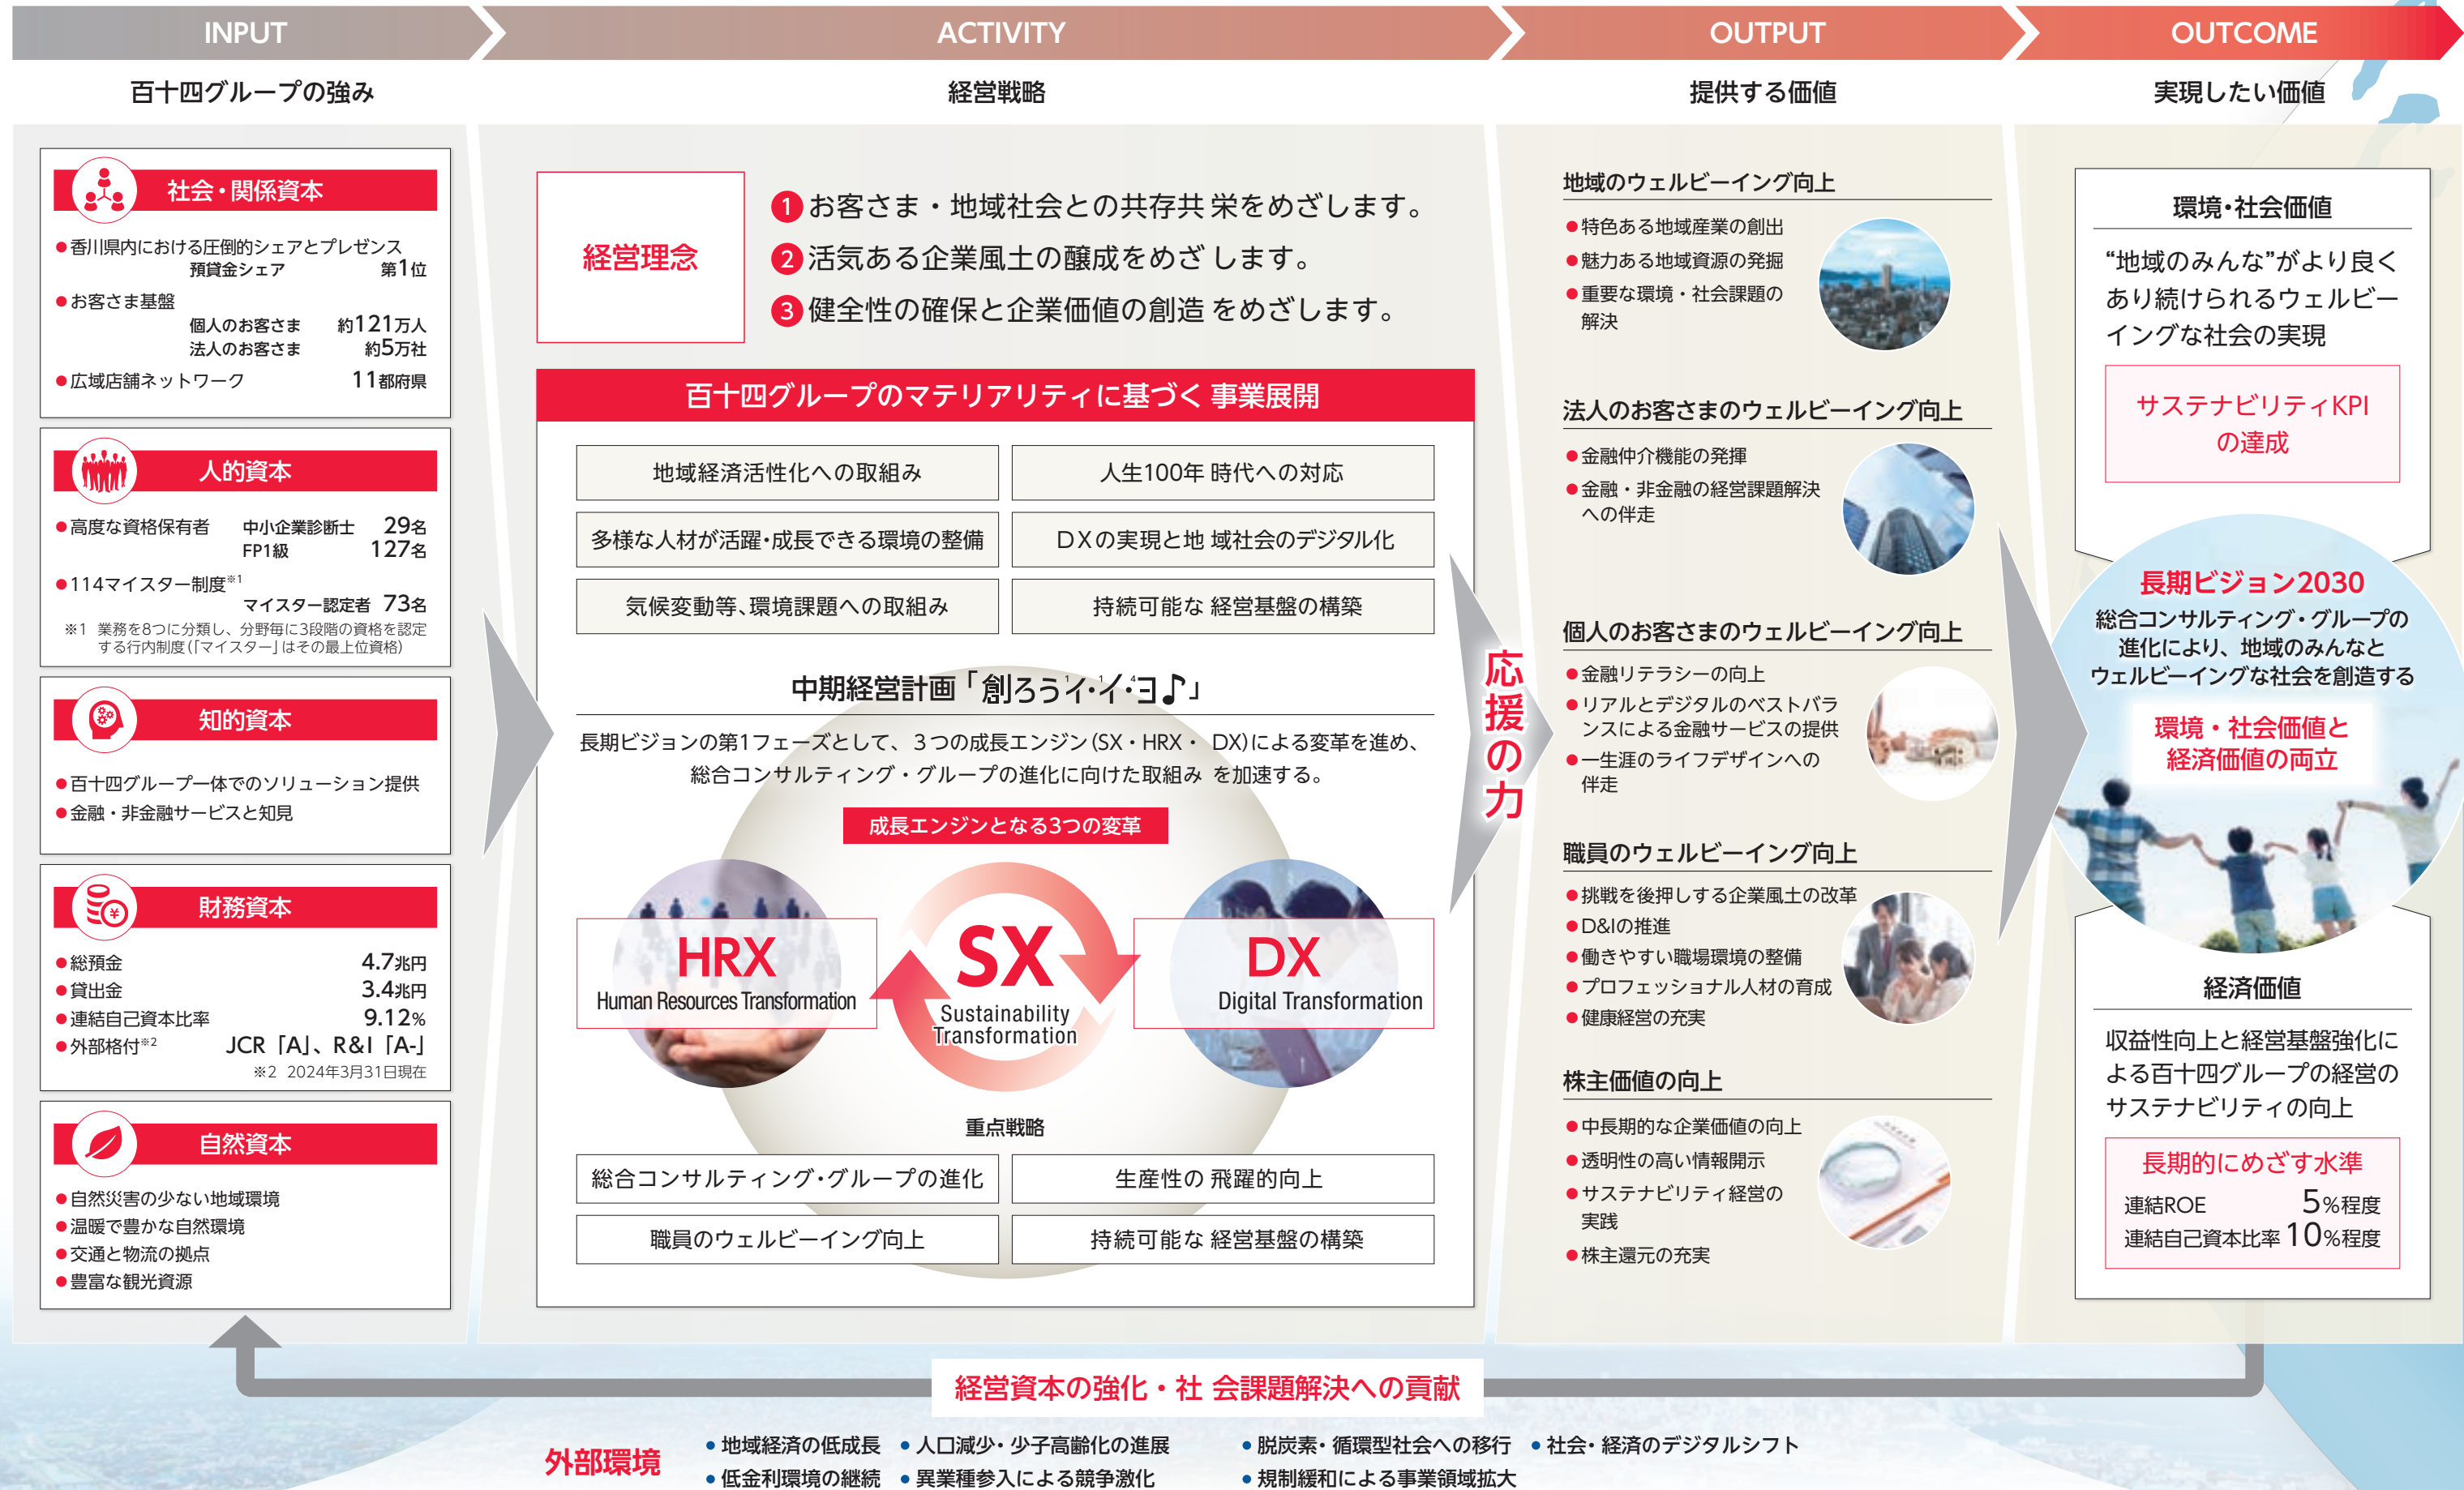 INPUT
ACTIVITY
OUTPUT
OUTCOME
百十四グループの強み
経営戦略
提供する価値
実現したい価値
社会・関係資本
●香川県内における圧倒的シェアとプレゼンス
預貸金シェア 第1位
●お客さま基盤
個人のお客さま 約121万人
法人のお客さま 約5万社
●広域店舗ネットワーク 11都府県
人的資本
●高度な資格保有者 中小企業診断士 29名
FP1級 127名
●114マイスター制度※1
マイスター認定者 73名
※1 業務を8つに分類し、分野毎に3段階の資格を認定
する行内制度(「マイスター」はその最上位資格)
知的資本
●百十四グループ一体でのソリューション提供
●金融・非金融サービスと知見
財務資本
●総預金 4.7兆円
●貸出金 3.4兆円
●連結自己資本比率 9.12%
●外部格付※2 JCR「A」、R&I「A-」
※2 2024年3月31日現在
自然資本
●自然災害の少ない地域環境
●温暖で豊かな自然環境
●交通と物流の拠点
●豊富な観光資源
経営理念
1 お客さま・地域社会との共存共栄をめざします。
2 活気ある企業風土の醸成をめざします。
3 健全性の確保と企業価値の創造をめざします。
百十四グループのマテリアリティに基づく事業展開
地域経済活性化への取組み
人生100年時代への対応
多様な人材が活躍・成長できる環境の整備
DXの実現と地域社会のデジタル化
気候変動等、環境課題への取組み
持続可能な経営基盤の構築
中期経営計画「創ろうイ・イ・ヨ♪」
1 1 4
長期ビジョンの第1フェーズとして、3つの成長エンジン(SX・HRX・DX)による変革を進め、
総合コンサルティング・グループの進化に向けた取組みを加速する。
成長エンジンとなる3つの変革
HRX
Human Resources Transformation
SX
Sustainability
Transformation
DX
Digital Transformation
重点戦略
総合コンサルティング・グループの進化
生産性の飛躍的向上
職員のウェルビーイング向上
持続可能な経営基盤の構築
応援の力
地域のウェルビーイング向上
●特色ある地域産業の創出
●魅力ある地域資源の発掘
●重要な環境・社会課題の
解決
法人のお客さまのウェルビーイング向上
●金融仲介機能の発揮
●金融・非金融の経営課題解決
への伴走
個人のお客さまのウェルビーイング向上
●金融リテラシーの向上
●リアルとデジタルのベストバラ
ンスによる金融サービスの提供
●一生涯のライフデザインへの
伴走
職員のウェルビーイング向上
●挑戦を後押しする企業風土の改革
●D&Iの推進
●働きやすい職場環境の整備
●プロフェッショナル人材の育成
●健康経営の充実
株主価値の向上
●中長期的な企業価値の向上
●透明性の高い情報開示
●サステナビリティ経営の
実践
●株主還元の充実
環境・社会価値
“地域のみんな”がより良く
あり続けられるウェルビー
イングな社会の実現
サステナビリティKPI
の達成
長期ビジョン2030
総合コンサルティング・グループの
進化により、地域のみんなと
ウェルビーイングな社会を創造する
環境・社会価値と
経済価値の両立
経済価値
収益性向上と経営基盤強化に
よる百十四グループの経営の
サステナビリティの向上
長期的にめざす水準
連結ROE 5%程度
連結自己資本比率 10%程度
経営資本の強化・社会課題解決への貢献
外部環境
●地域経済の低成長 ●人口減少・少子高齢化の進展 ●脱炭素・循環型社会への移行 ●社会・経済のデジタルシフト
●低金利環境の継続 ●異業種参入による競争激化 ●規制緩和による事業領域拡大